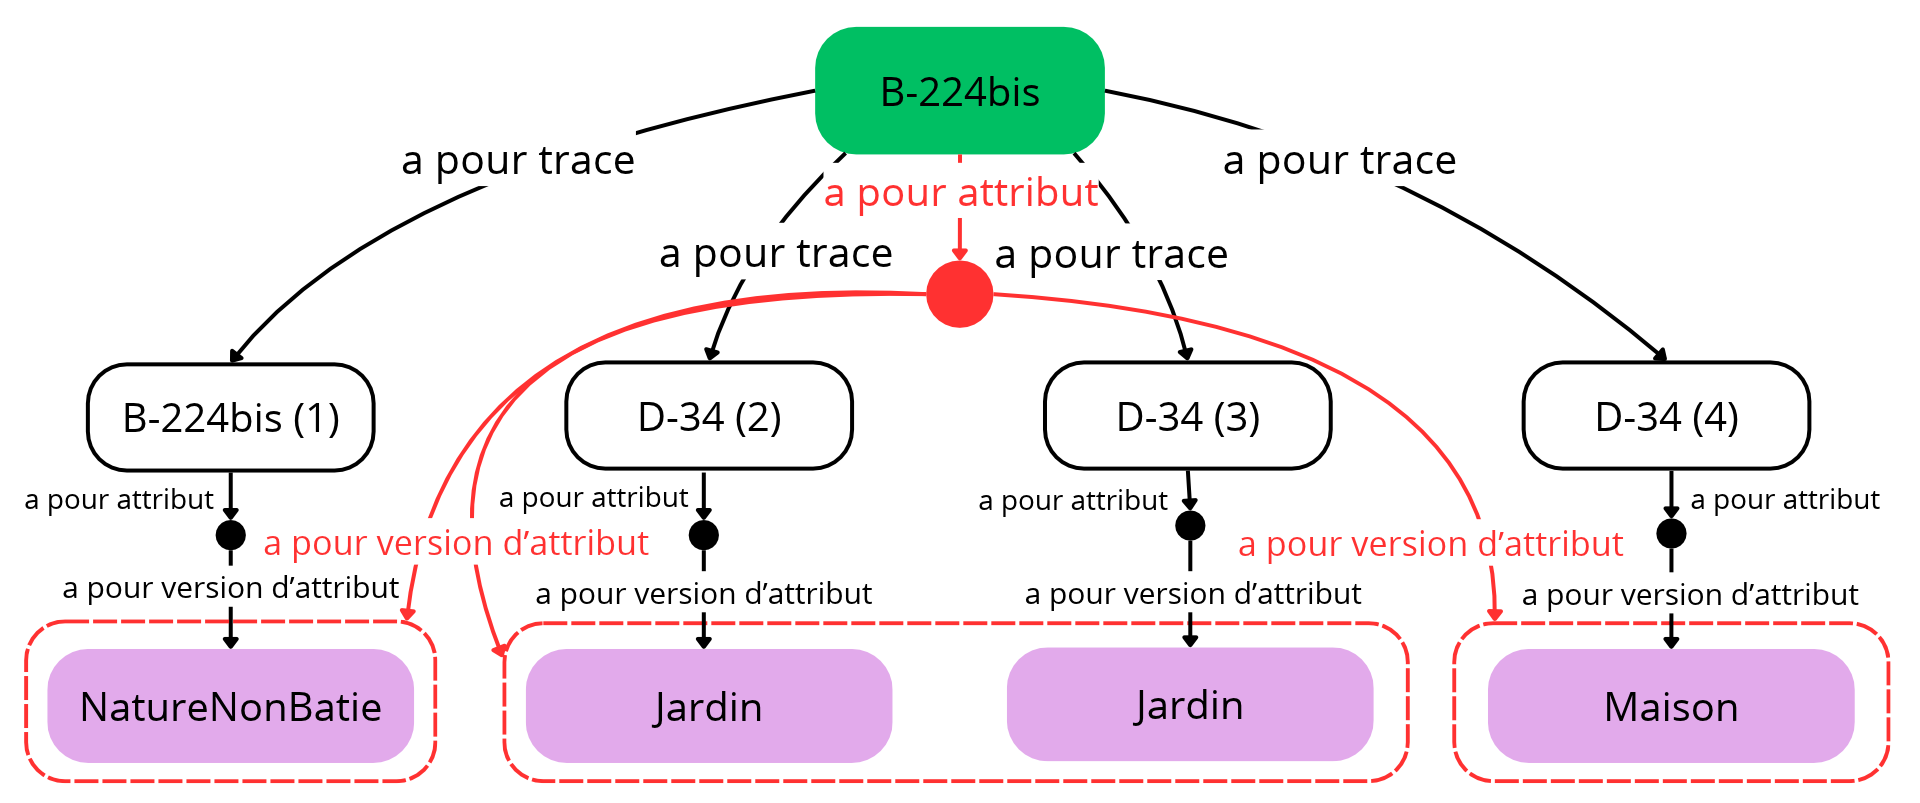 B-224bis
a pour trace
a pour trace
a pour attribut
a pour trace
a pour trace
B-224bis (1)
D-34 (2)
D-34 (3)
D-34 (4)
a pour attribut
a pour attribut
a pour attribut
a pour attribut
a pour version d’attribut
a pour version d’attribut
a pour version d’attribut
a pour version d’attribut
a pour version d’attribut
a pour version d’attribut
NatureNonBatie
Jardin
Jardin
Maison